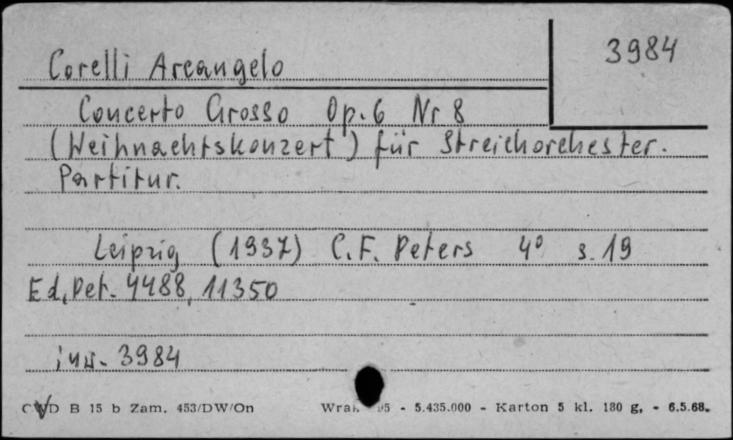 3984
Corelli Arcangelo
Concerto Grosso Op.6 Nr 8
(Weihnachtskonzert) für Streichorchester.
Partitur.
Leipzig (1937) C.F. Peters 4° s. 19
Ed. Pet. 4488, 11350
inw. 3984
B 15 b Zam. 453/DW/On - 5.435.000 - Karton 5 kl. 180 g, - 6.5.68.